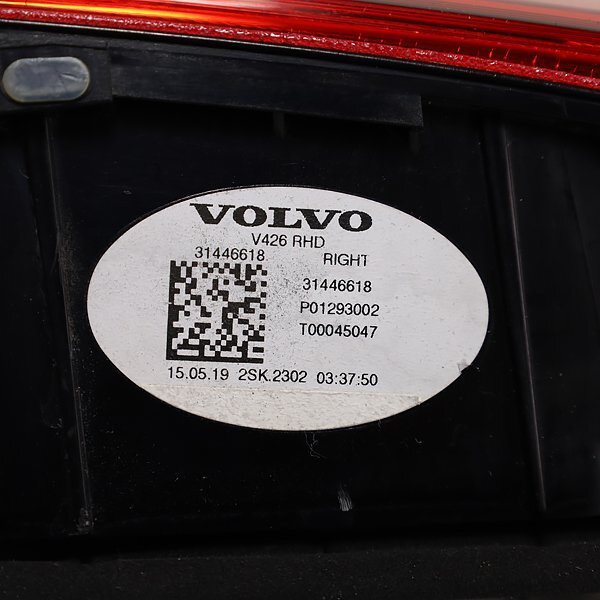 VOLVO
V426 RHD
31446618 RIGHT
31446618
P01293002
T00045047
15.05.19 2SK.2302 03:37:50